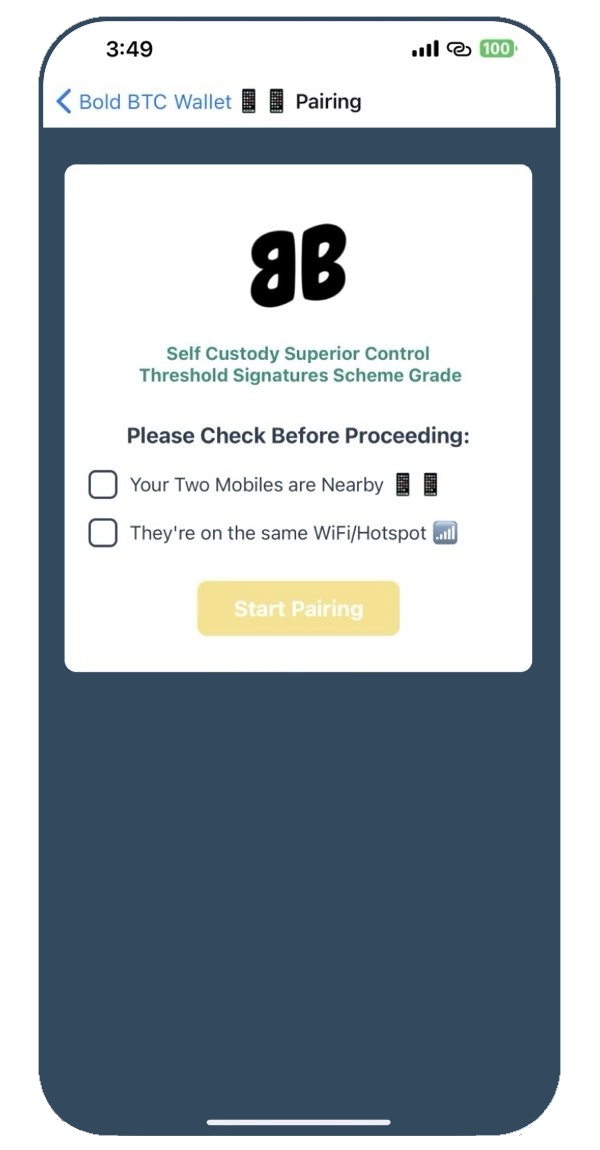 3:49
100
Bold BTC Wallet 📱 📱 Pairing
BB
Self Custody Superior Control
Threshold Signatures Scheme Grade
Please Check Before Proceeding:
Your Two Mobiles are Nearby 📱 📱
They're on the same WiFi/Hotspot 📶
Start Pairing